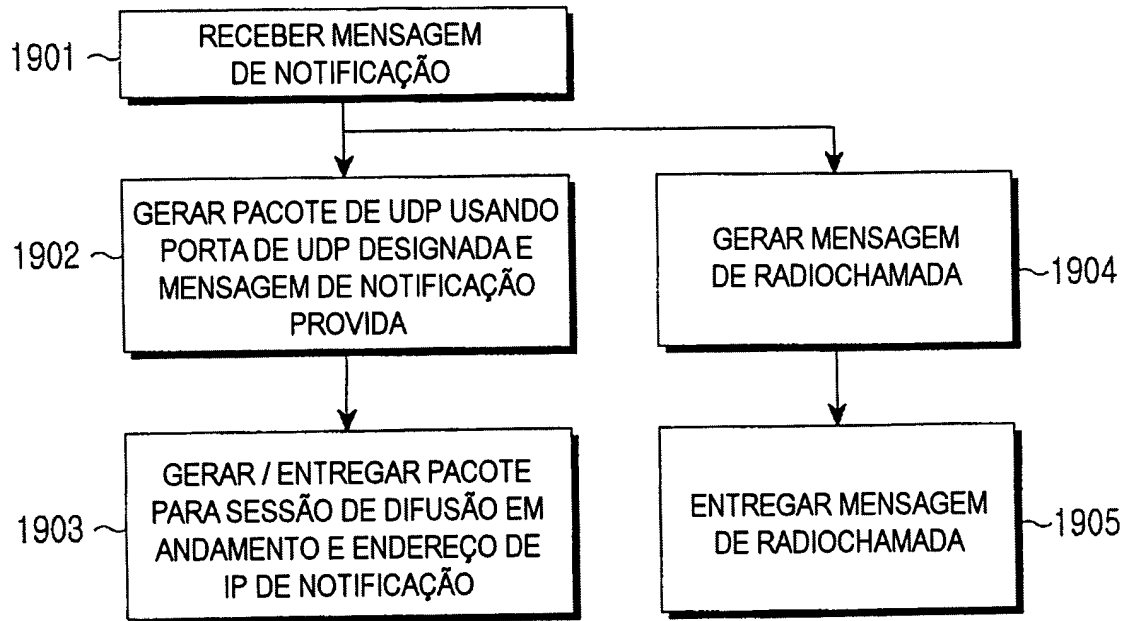 1901
RECEBER MENSAGEM
DE NOTIFICAÇÃO
1902
GERAR PACOTE DE UDP USANDO
PORTA DE UDP DESIGNADA E
MENSAGEM DE NOTIFICAÇÃO
PROVIDA
GERAR MENSAGEM
DE RADIOCHAMADA
1904
1903
GERAR / ENTREGAR PACOTE
PARA SESSÃO DE DIFUSÃO EM
ANDAMENTO E ENDEREÇO DE
IP DE NOTIFICAÇÃO
ENTREGAR MENSAGEM
DE RADIOCHAMADA
1905